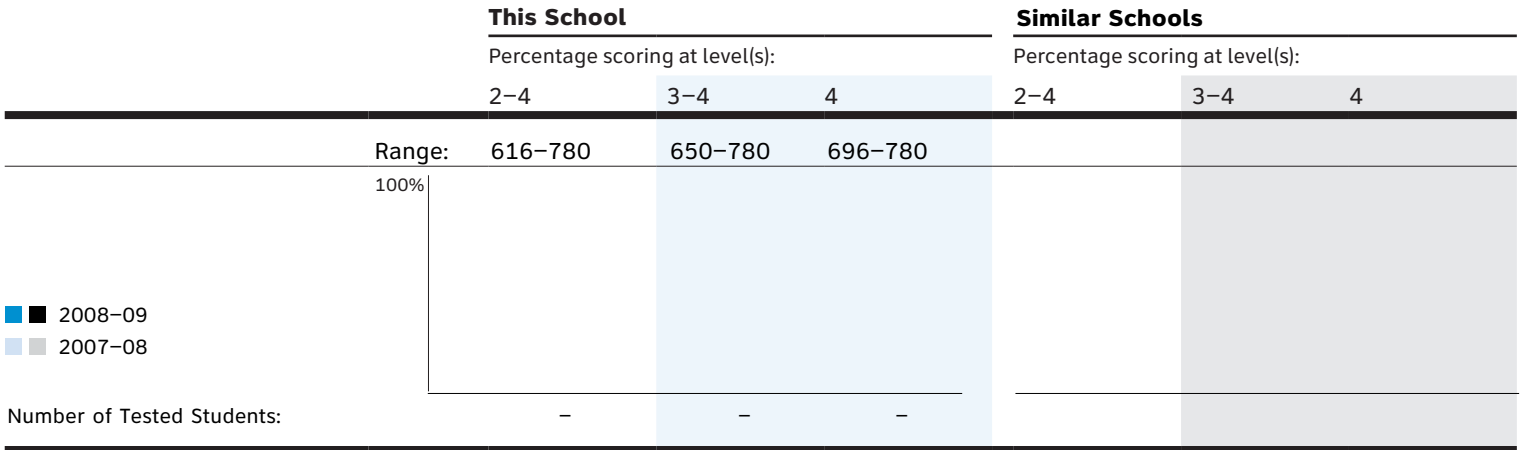 This School Similar Schools
Percentage scoring at level(s): Percentage scoring at level(s):
2–4 3–4 4 2–4 3–4 4
Range: 616–780 650–780 696–780
100%
2008–09
2007–08
Number of Tested Students: – – –